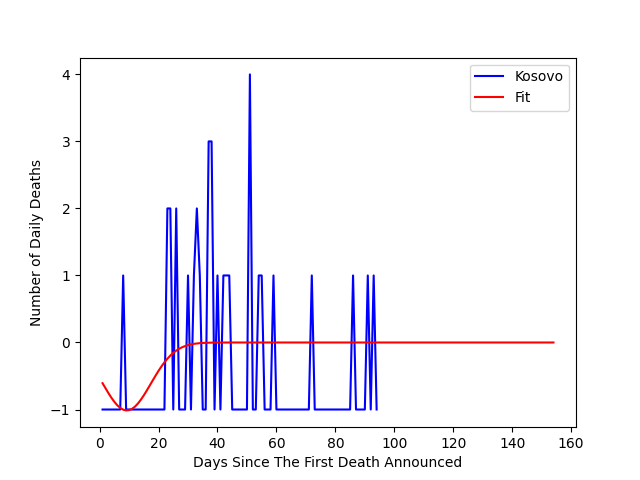 Kosovo
Fit
4
3
2
1
0
−1
Number of Daily Deaths
0 20 40 60 80 100 120 140 160
Days Since The First Death Announced